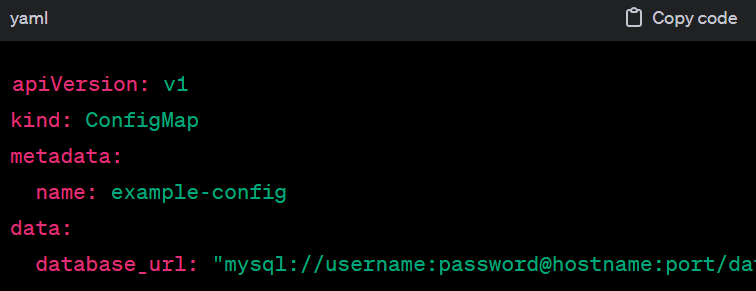 yaml Copy code
apiVersion: v1
kind: ConfigMap
metadata:
  name: example-config
data:
  database_url: "mysql://username:password@hostname:port/dat